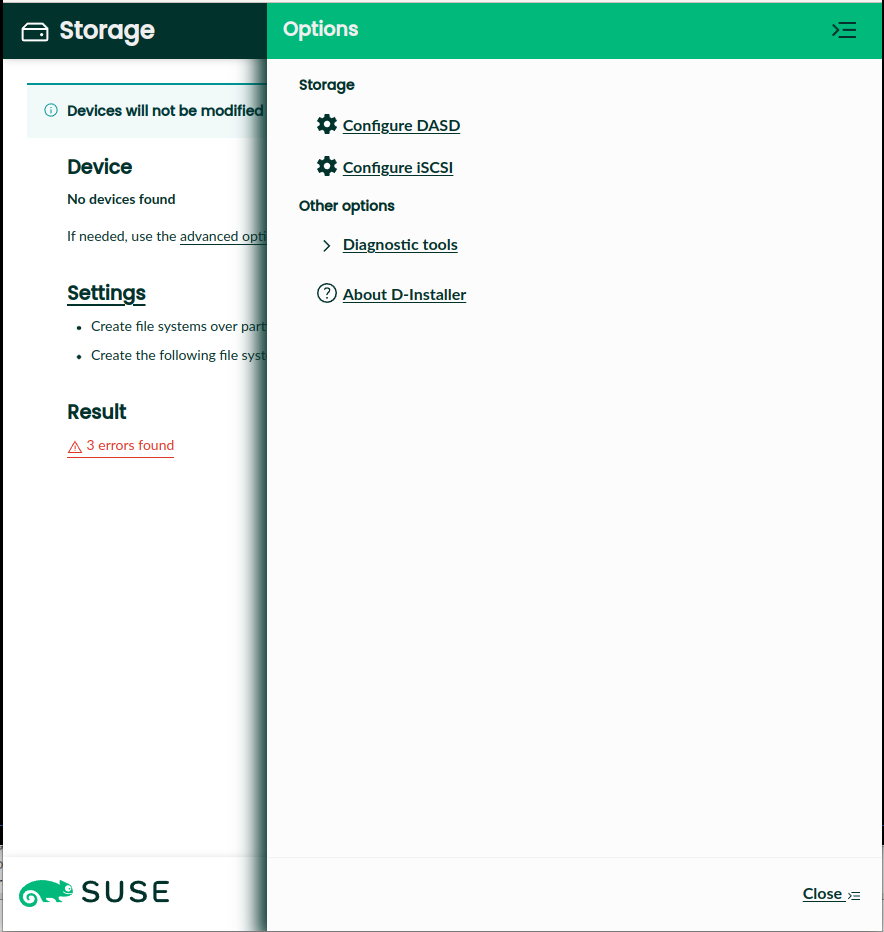 Storage
Devices will not be modified
Device
No devices found
If needed, use the advanced opti
Settings
Create file systems over part
Create the following file syst
Result
3 errors found
SUSE
Options
Storage
Configure DASD
Configure iSCSI
Other options
Diagnostic tools
About D-Installer
Close